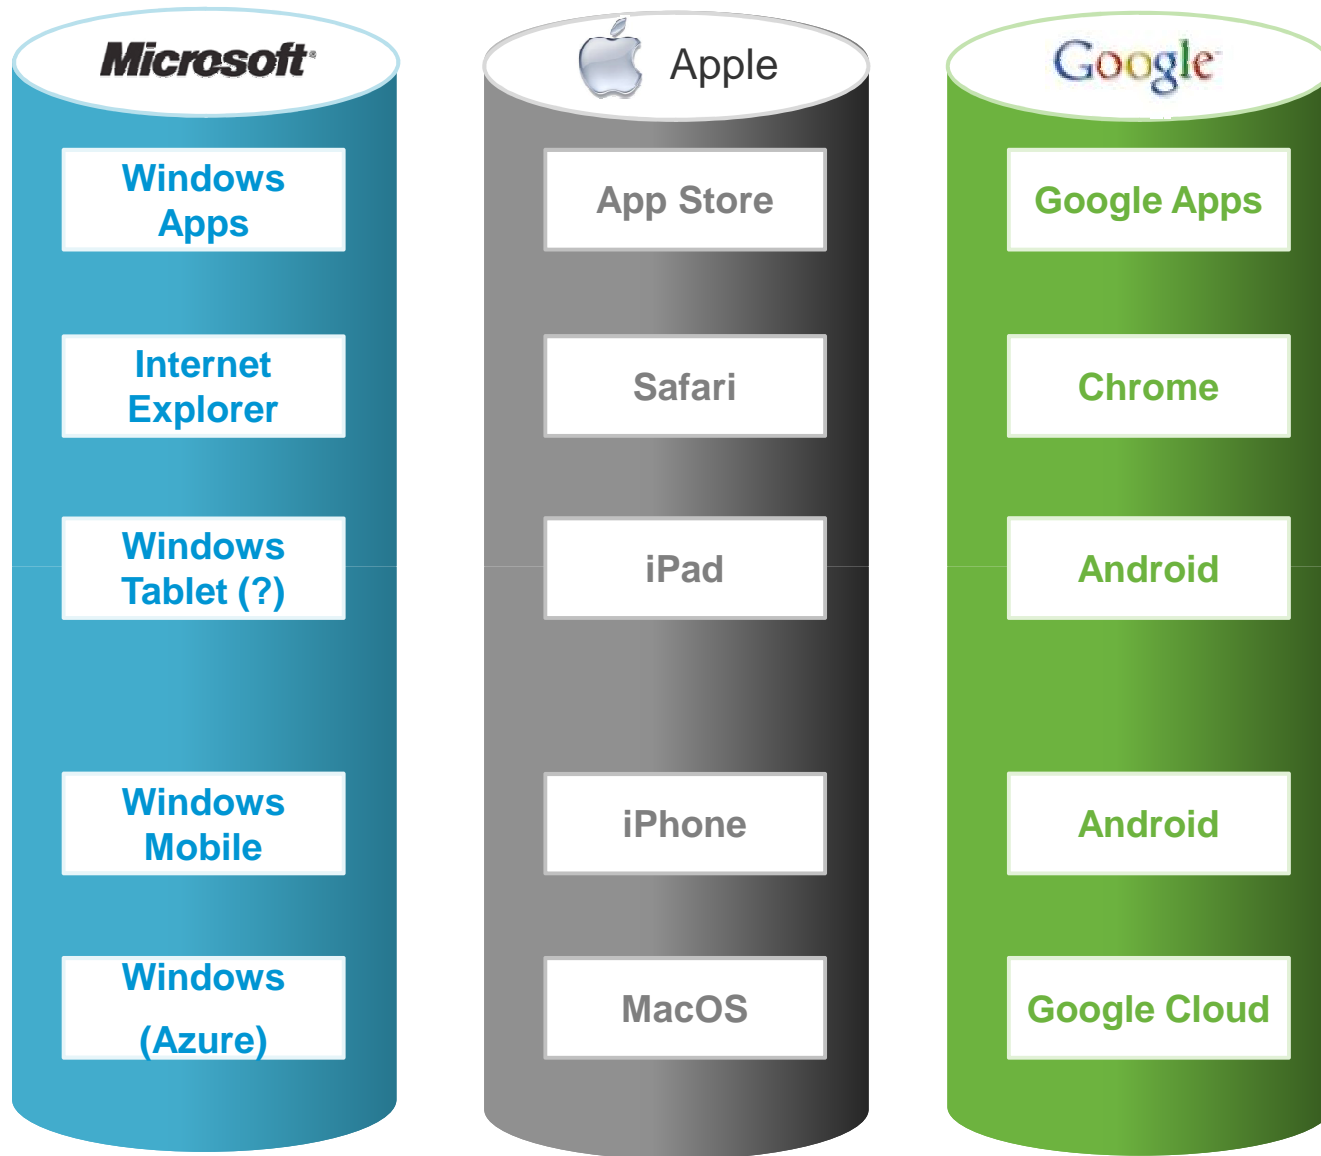 Microsoft
Windows
Apps
Internet
Explorer
Windows
Tablet (?)
Windows
Mobile
Windows
(Azure)
Apple
App Store
Safari
iPad
iPhone
MacOS
Google
Google Apps
Chrome
Android
Android
Google Cloud